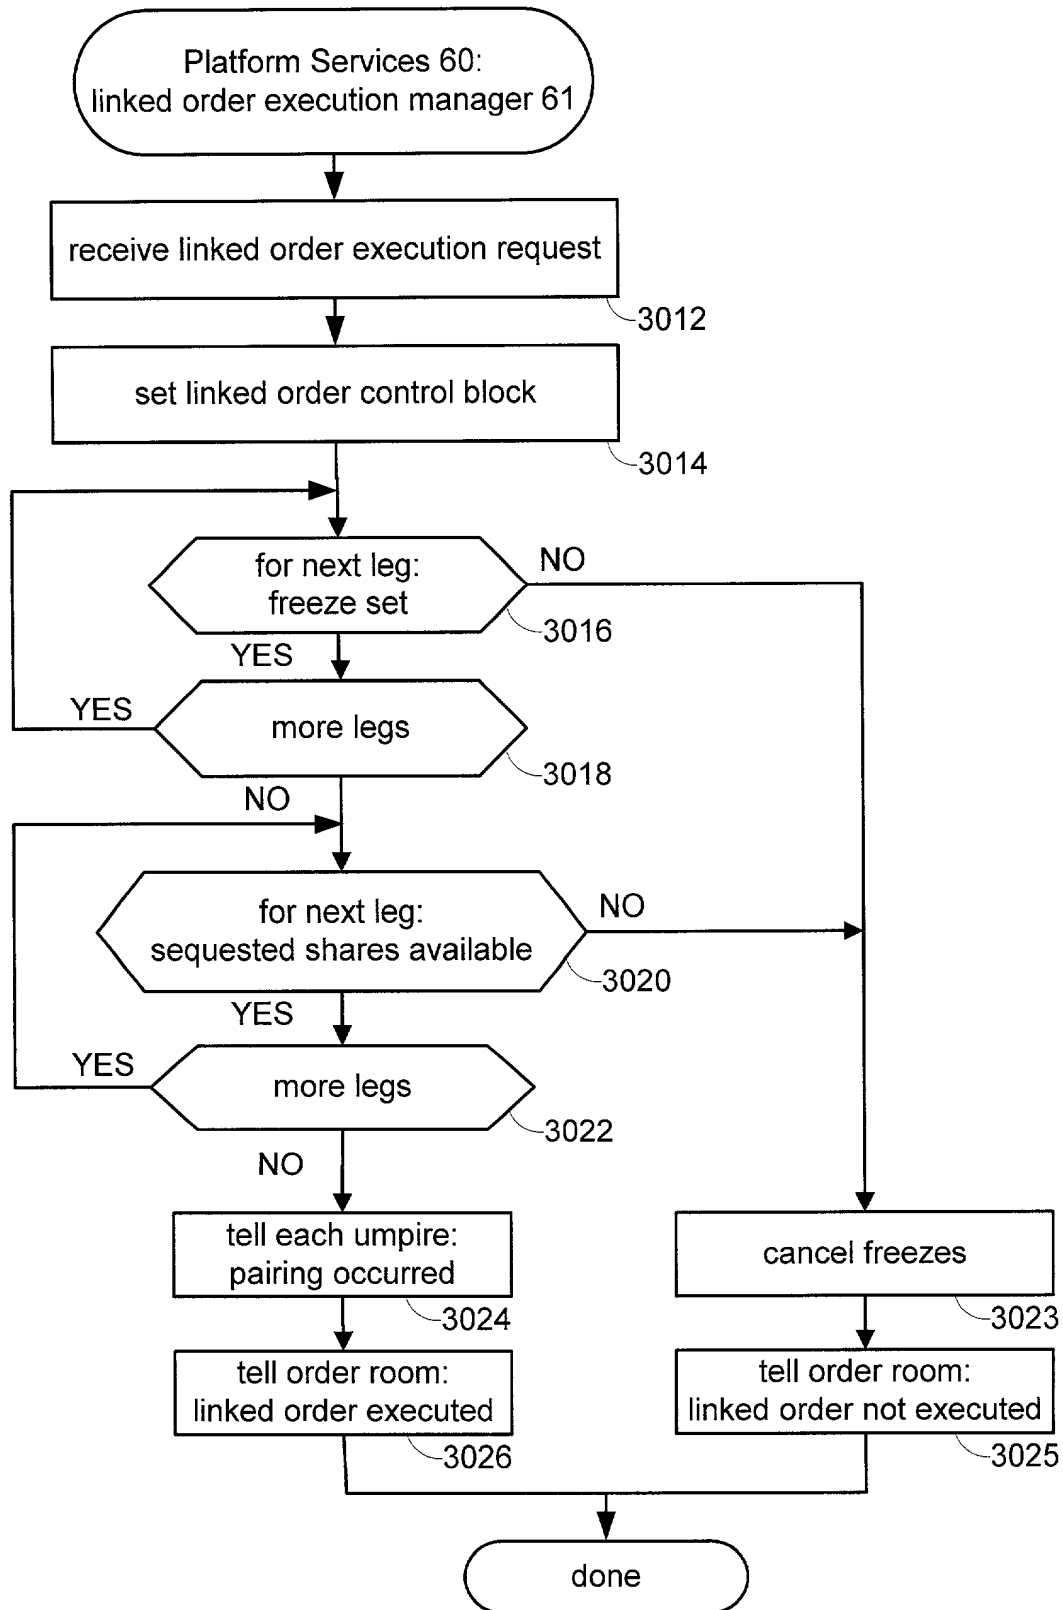 Platform Services 60:
linked order execution manager 61
receive linked order execution request
3012
set linked order control block
3014
for next leg:
freeze set
NO
3016
YES
more legs
YES
3018
NO
for next leg:
sequested shares available
NO
3020
YES
more legs
YES
3022
NO
tell each umpire:
pairing occurred
3024
cancel freezes
3023
tell order room:
linked order executed
3026
tell order room:
linked order not executed
3025
done